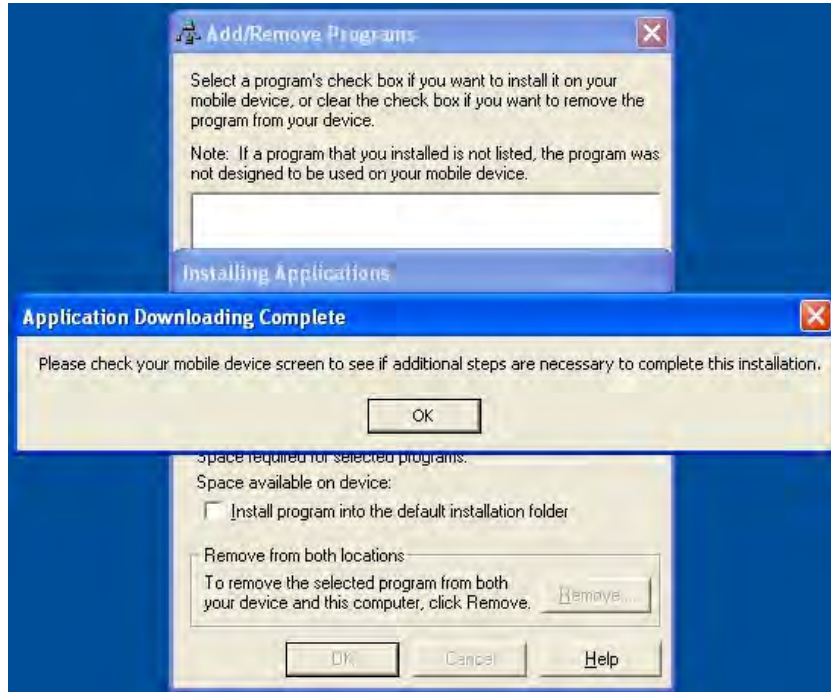 Add/Remove Programs
Select a program's check box if you want to install it on your
mobile device, or clear the check box if you want to remove the
program from your device.
Note: If a program that you installed is not listed, the program was
not designed to be used on your mobile device.
Installing Applications
Application Downloading Complete
Please check your mobile device screen to see if additional steps are necessary to complete this installation.
OK
Space required for selected programs:
Space available on device:
Install program into the default installation folder
Remove from both locations
To remove the selected program from both
your device and this computer, click Remove.
Remove...
OK
Cancel
Help